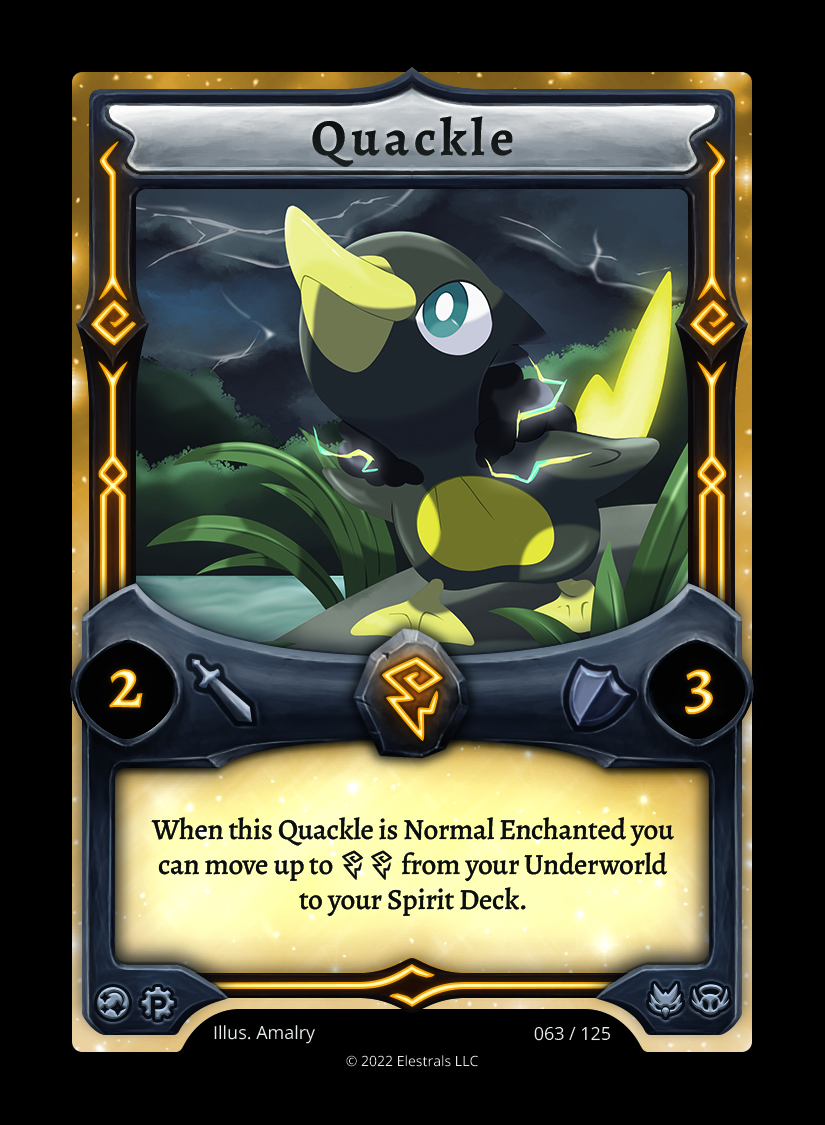 Quackle
2
3
When this Quackle is Normal Enchanted you
can move up to from your Underworld
to your Spirit Deck.
P
Illus. Amalry
063 / 125
© 2022 Elestrals LLC